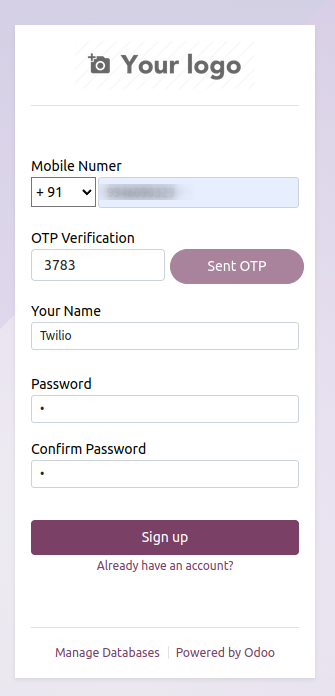 Your logo
Mobile Numer
+ 91
OTP Verification
3783 Sent OTP
Your Name
Twilio
Password
•
Confirm Password
•
Sign up
Already have an account?
Manage Databases | Powered by Odoo